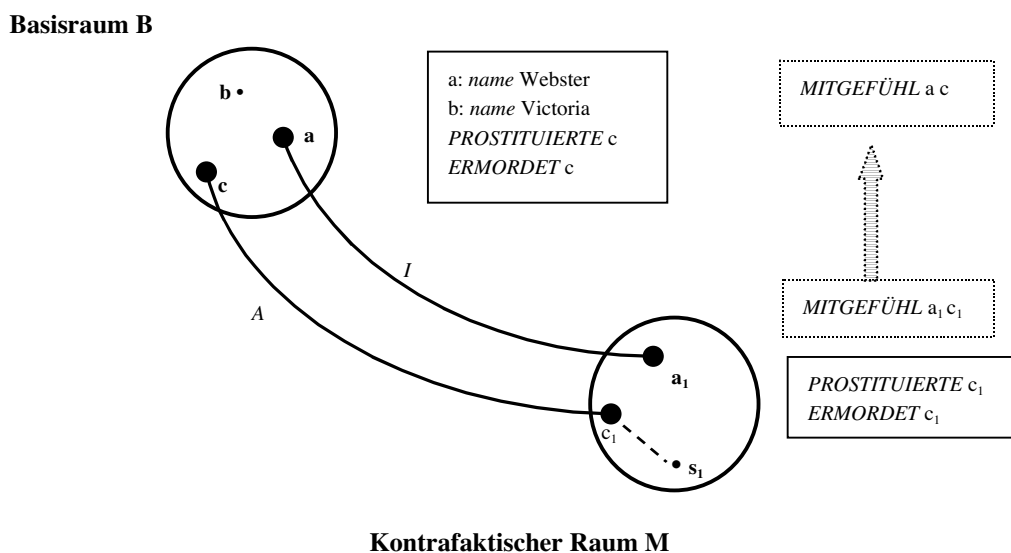 Basisraum B
b
a
c
a: name Webster
b: name Victoria
PROSTITUIERTE c
ERMORDET c
MITGEFÜHL a c
I
A
MITGEFÜHL a₁ c₁
a₁
c₁
s₁
PROSTITUIERTE c₁
ERMORDET c₁
Kontrafaktischer Raum M